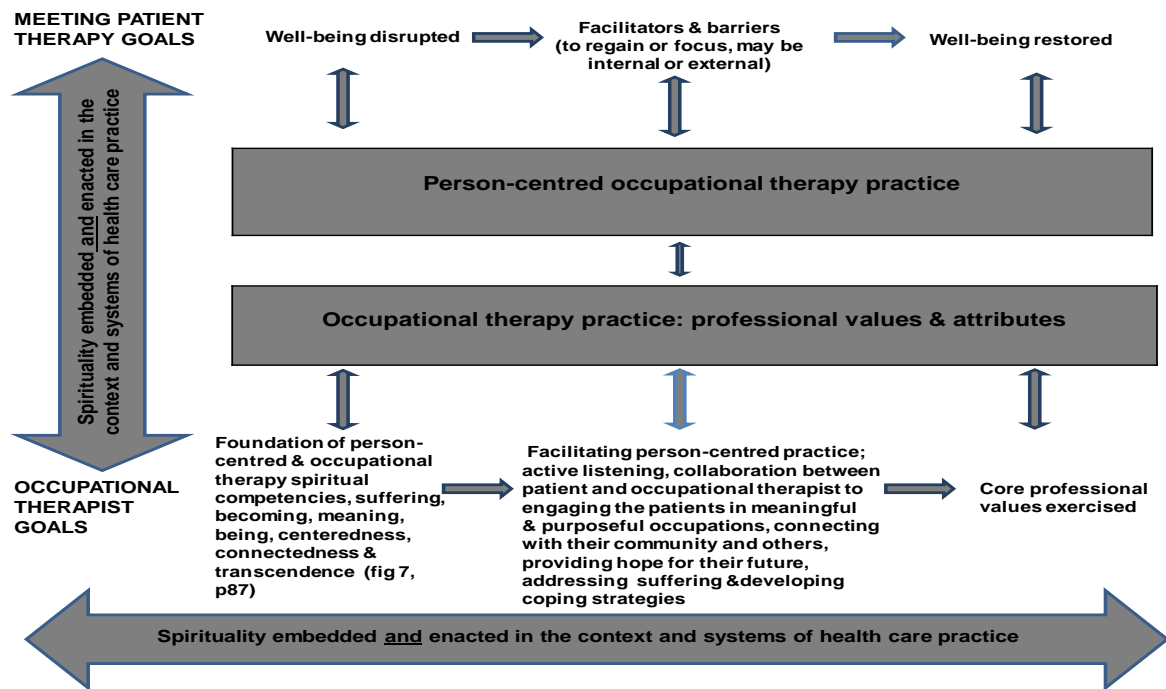 MEETING PATIENT
THERAPY GOALS
Well-being disrupted
Facilitators & barriers
(to regain or focus, may be
internal or external)
Well-being restored
Spirituality embedded and enacted in the
context and systems of health care practice
Person-centred occupational therapy practice
Occupational therapy practice: professional values & attributes
OCCUPATIONAL
THERAPIST
GOALS
Foundation of person-
centred & occupational
therapy spiritual
competencies, suffering,
becoming, meaning,
being, centeredness,
connectedness &
transcendence (fig 7,
p87)
Facilitating person-centred practice;
active listening, collaboration between
patient and occupational therapist to
engaging the patients in meaningful
& purposeful occupations, connecting
with their community and others,
providing hope for their future,
addressing suffering &developing
coping strategies
Core professional
values exercised
Spirituality embedded and enacted in the context and systems of health care practice